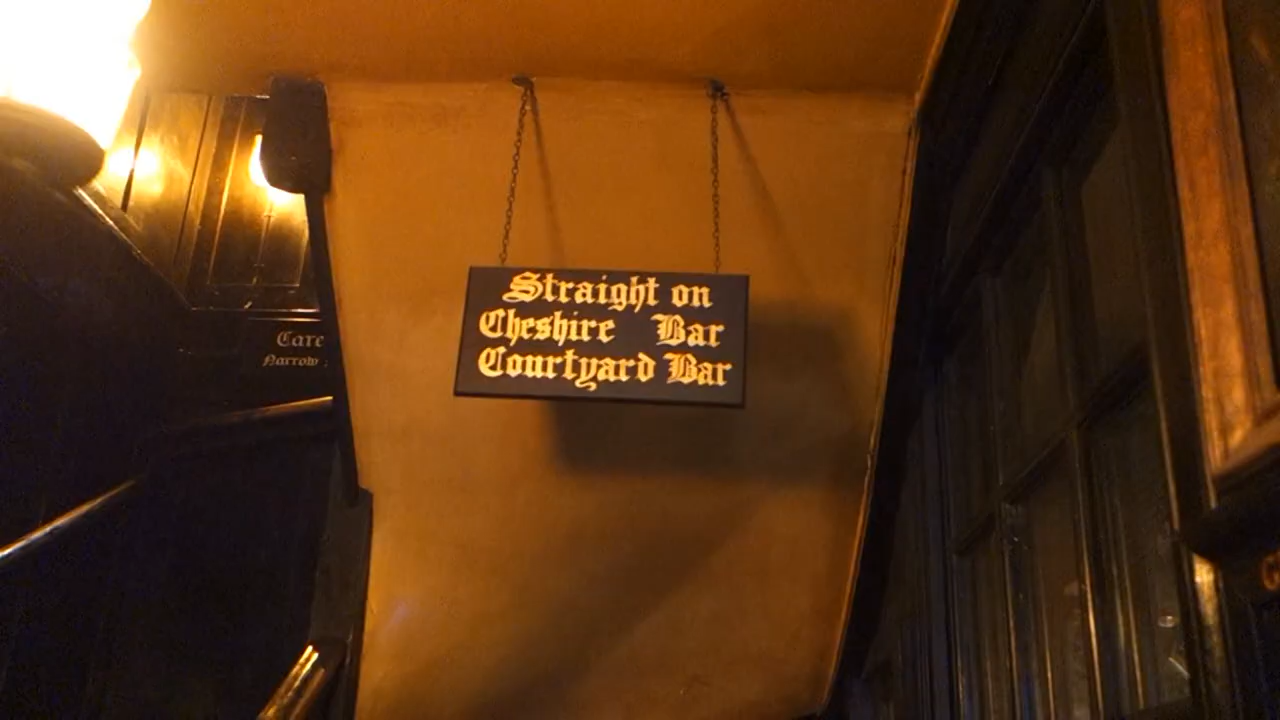 Straight on
Cheshire Bar
Courtyard Bar
Care
Narrow